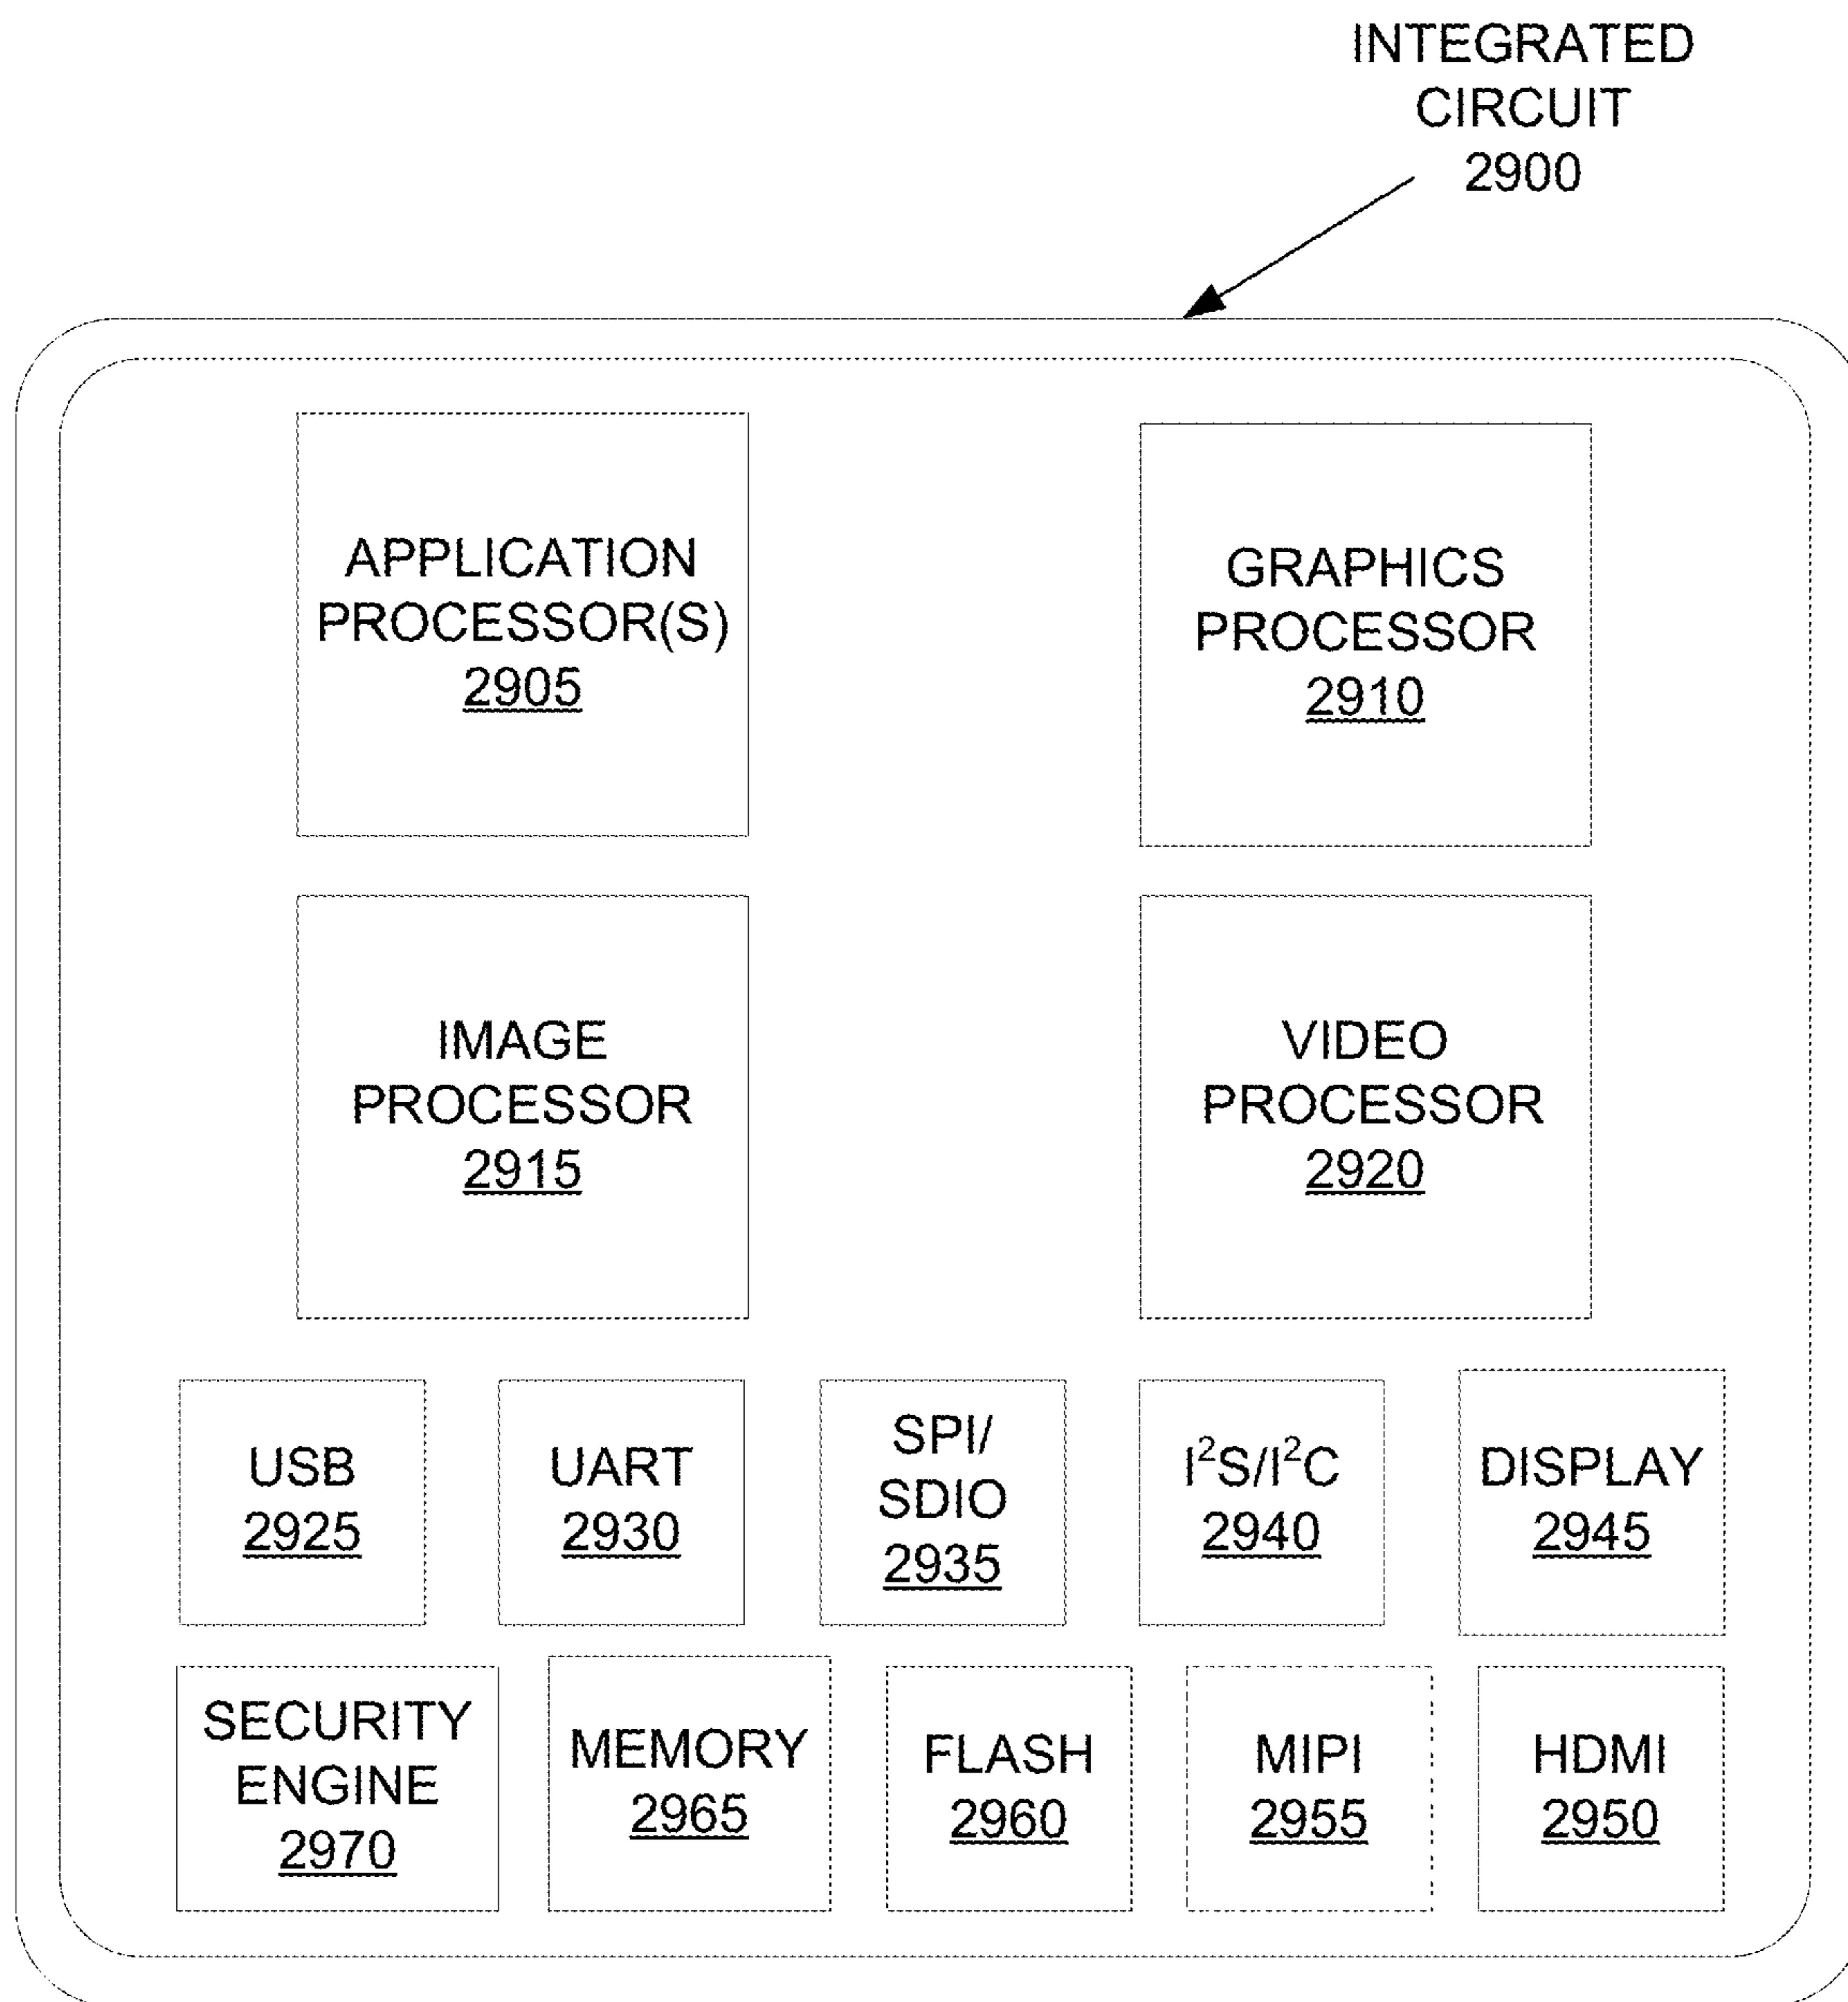 INTEGRATED
CIRCUIT
2900
APPLICATION
PROCESSOR(S)
2905
GRAPHICS
PROCESSOR
2910
IMAGE
PROCESSOR
2915
VIDEO
PROCESSOR
2920
USB
2925
UART
2930
SPI/
SDIO
2935
I²S/I²C
2940
DISPLAY
2945
SECURITY
ENGINE
2970
MEMORY
2965
FLASH
2960
MIPI
2955
HDMI
2950